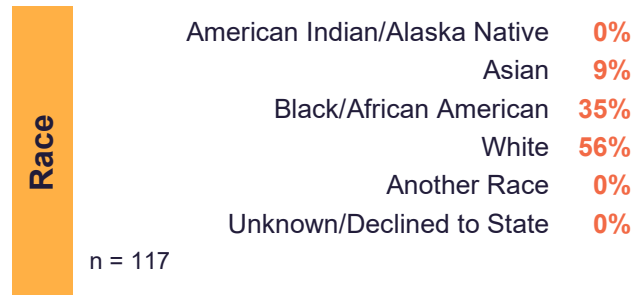 Race
American Indian/Alaska Native 0%
Asian 9%
Black/African American 35%
White 56%
Another Race 0%
Unknown/Declined to State 0%
n = 117